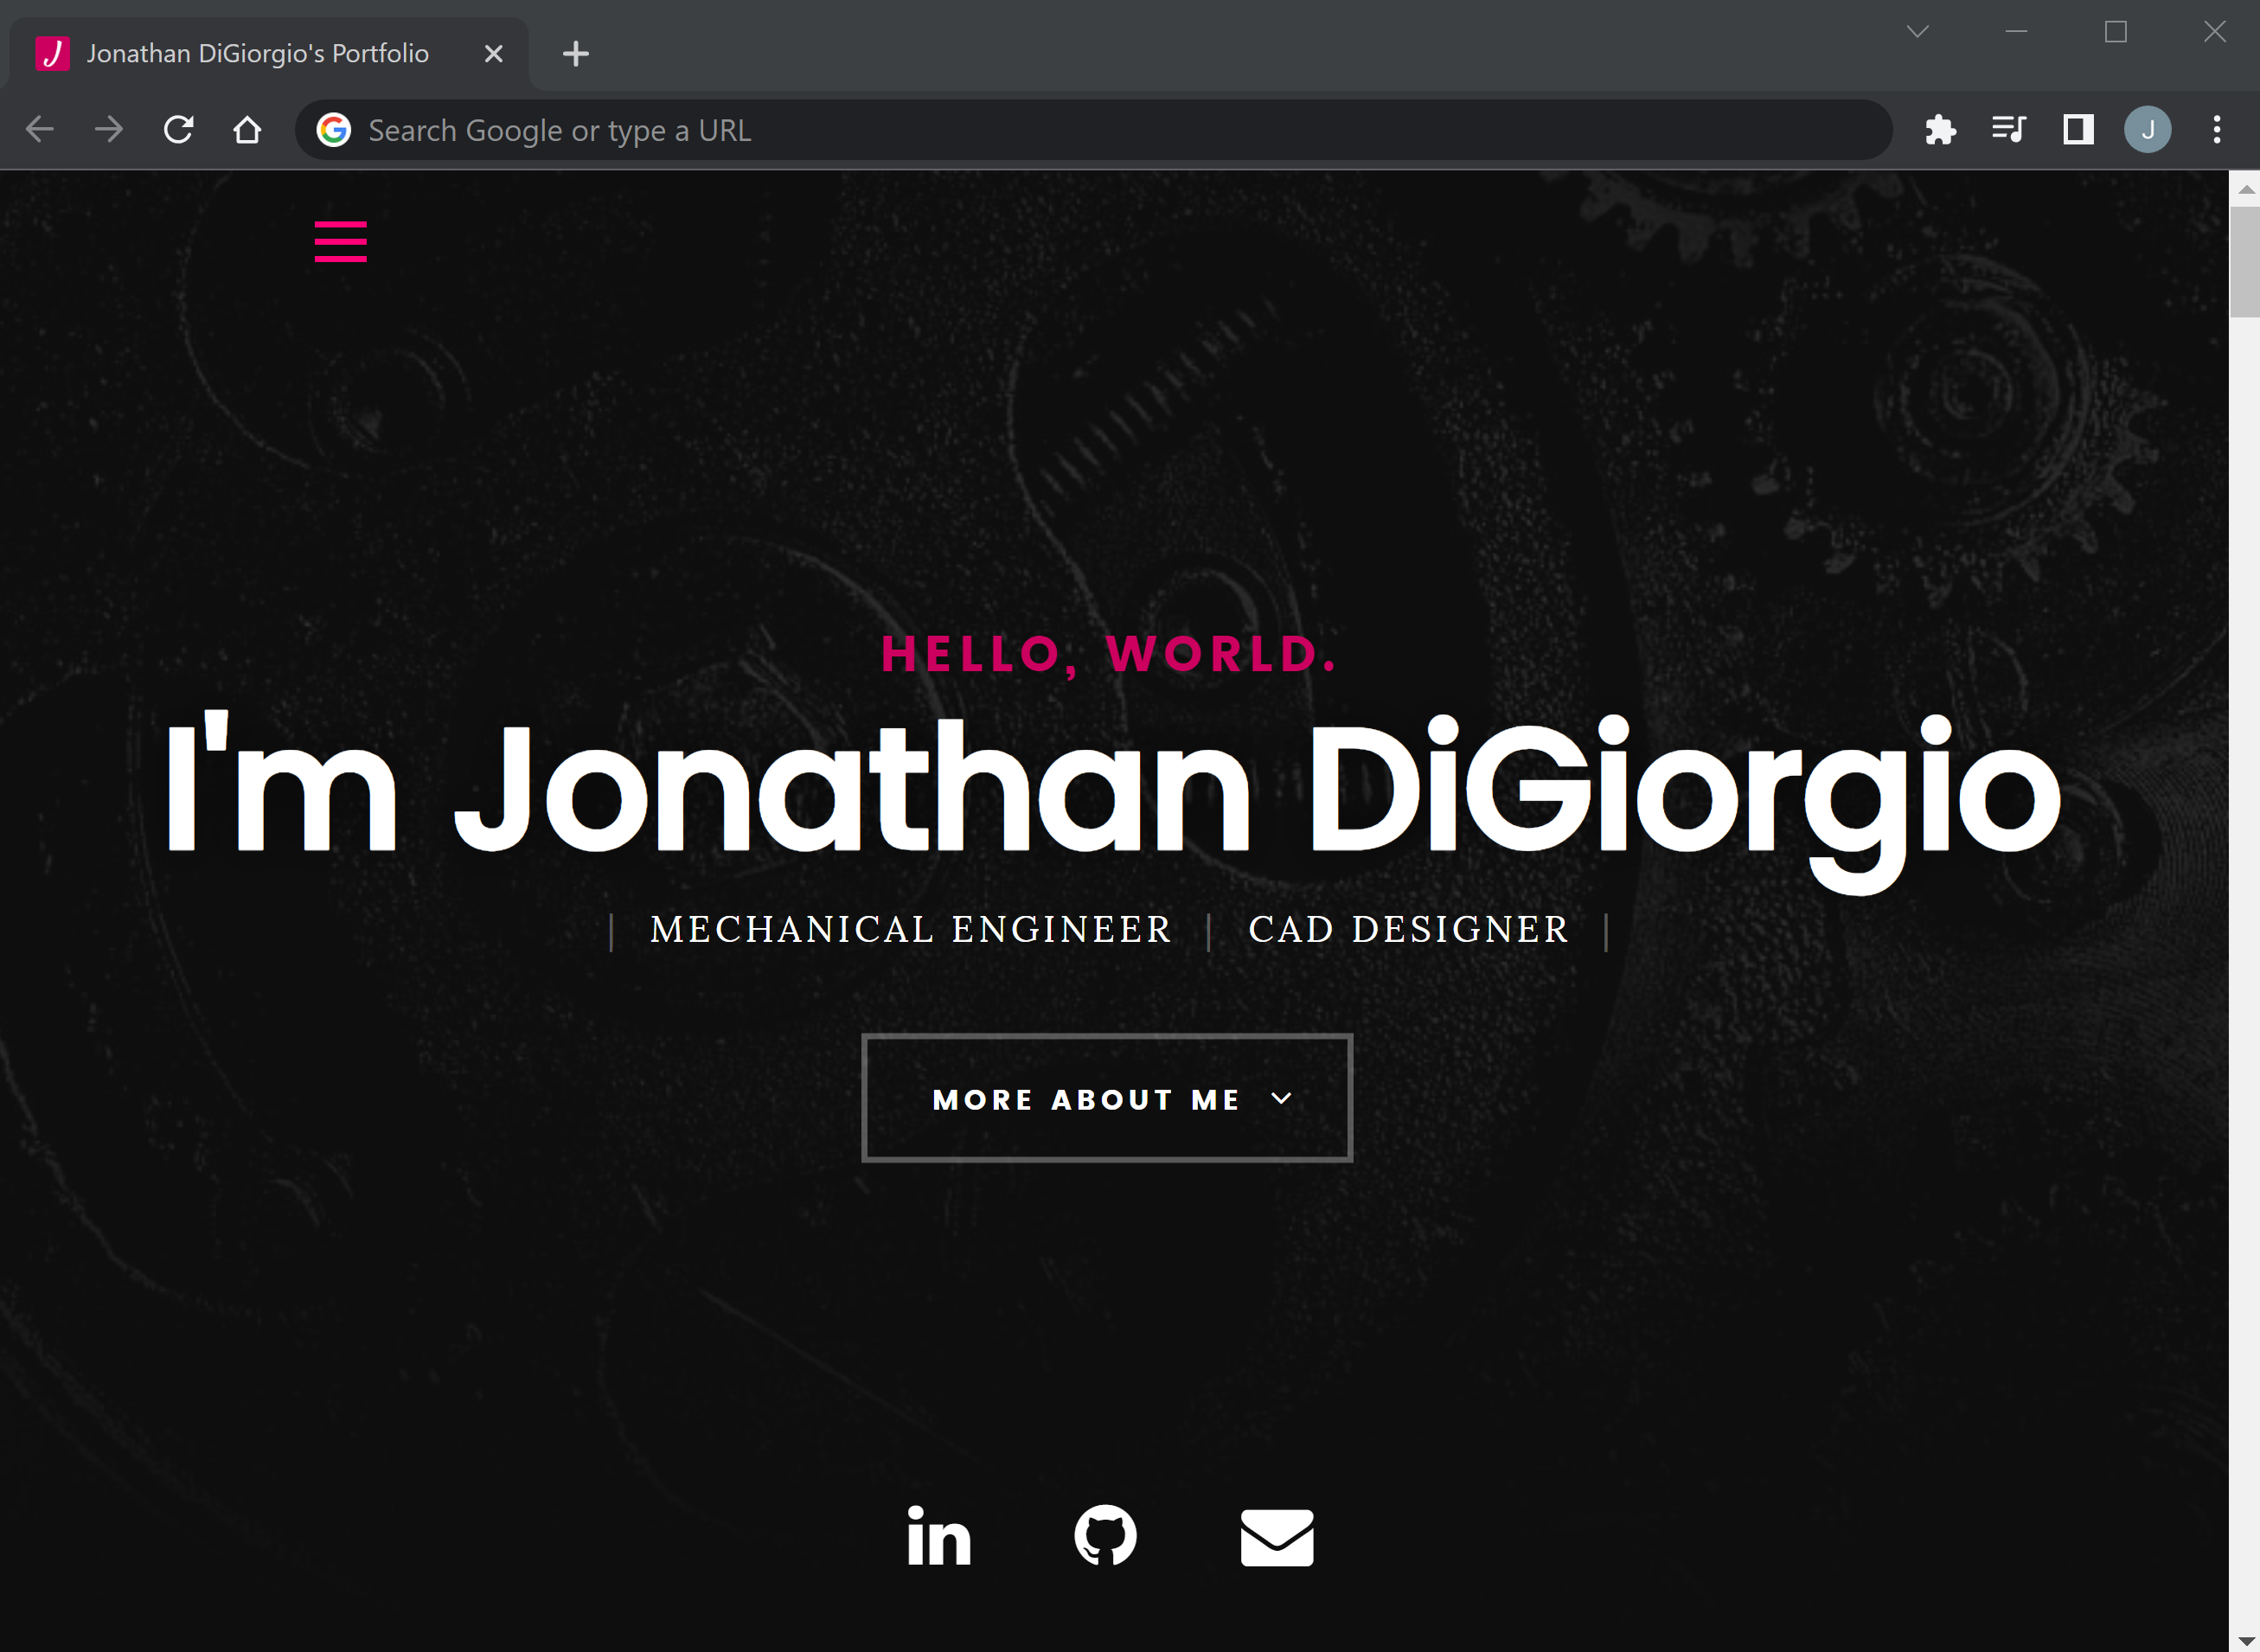 Jonathan DiGiorgio's Portfolio
Search Google or type a URL
J
HELLO, WORLD.
I'm Jonathan DiGiorgio
| MECHANICAL ENGINEER | CAD DESIGNER |
MORE ABOUT ME
in